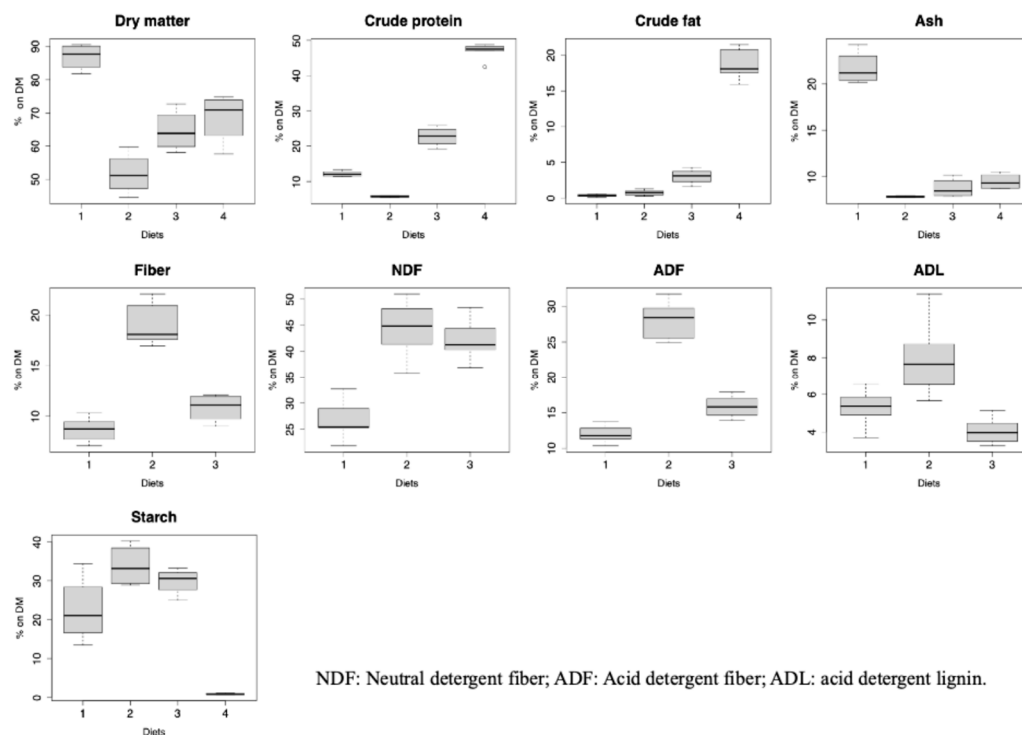 Dry matter
% on DM
90
80
70
60
50
1 2 3 4
Diets
Crude protein
% on DM
50
40
30
20
10
1 2 3 4
Diets
Crude fat
% on DM
20
15
10
5
0
1 2 3 4
Diets
Ash
% on DM
20
15
10
1 2 3 4
Diets
Fiber
% on DM
20
15
10
1 2 3
Diets
NDF
% on DM
50
45
40
35
30
25
1 2 3
Diets
ADF
% on DM
30
25
20
15
10
1 2 3
Diets
ADL
% on DM
10
8
6
4
1 2 3
Diets
Starch
% on DM
40
30
20
10
0
1 2 3 4
Diets
NDF: Neutral detergent fiber; ADF: Acid detergent fiber; ADL: acid detergent lignin.